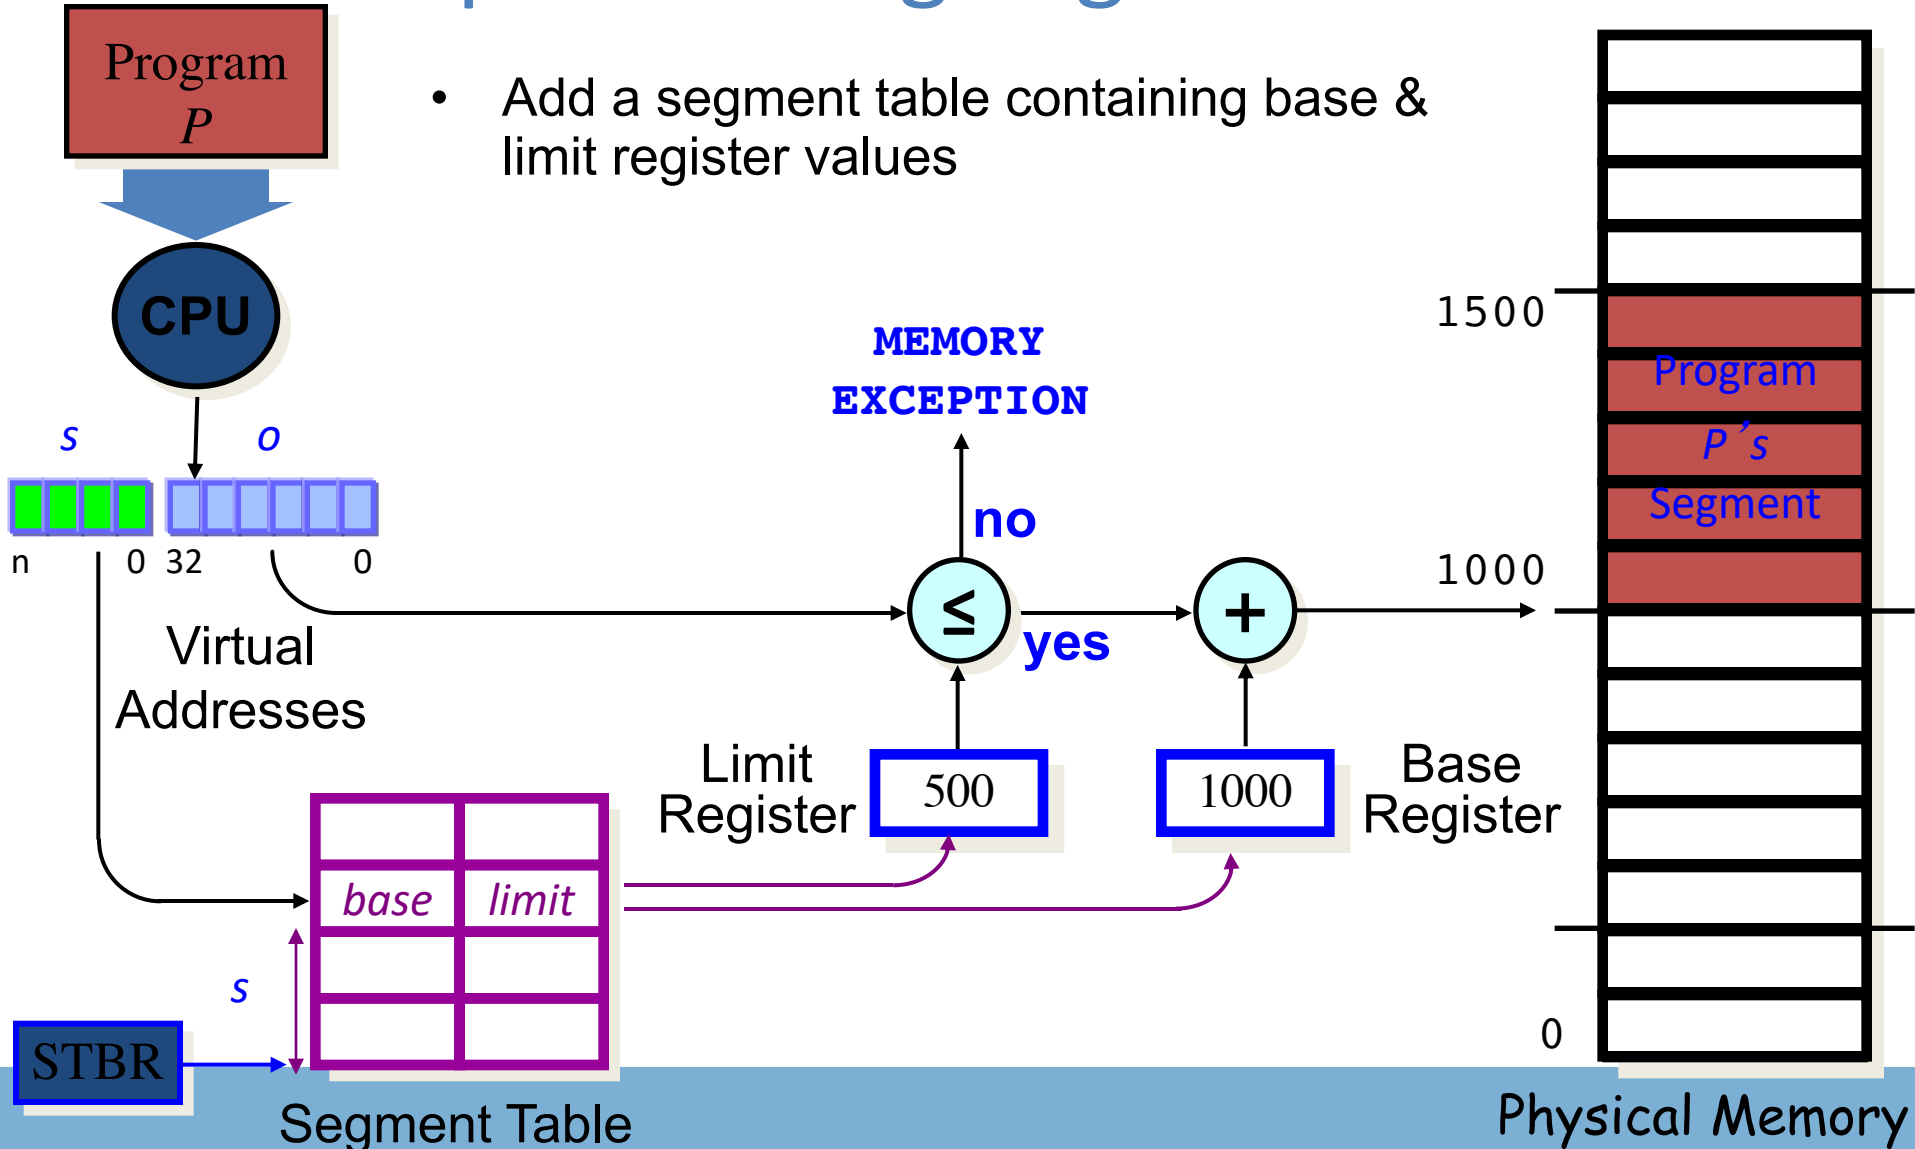 Program
P
• Add a segment table containing base &
limit register values
CPU
s
o
n
0
32
0
Virtual
Addresses
MEMORY
EXCEPTION
no
≤
yes
+
1500
1000
0
Program
P's
Segment
Limit
Register
500
1000
Base
Register
base
limit
s
STBR
Segment Table
Physical Memory